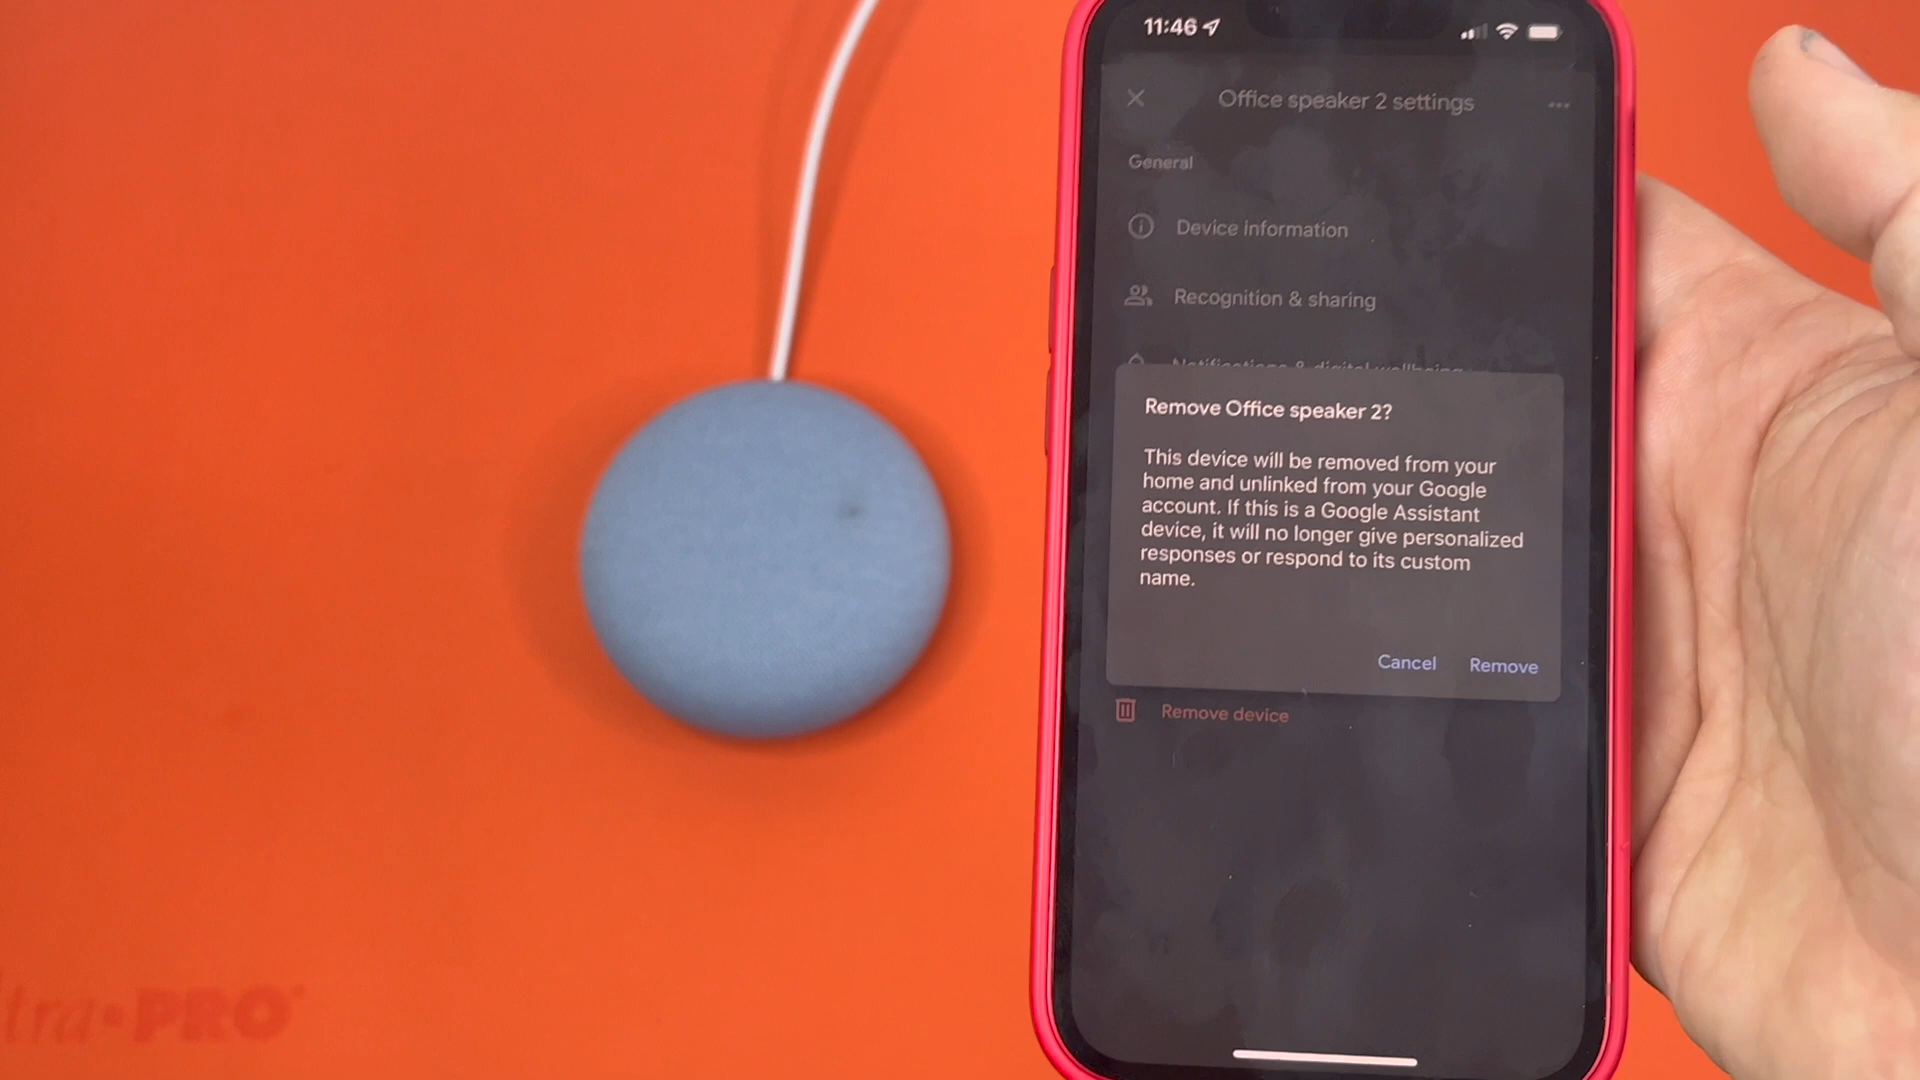 11:46
Office speaker 2 settings
General
Device information
Recognition & sharing
Notifications & digital wellbeing
Remove Office speaker 2?
This device will be removed from your
home and unlinked from your Google
account. If this is a Google Assistant
device, it will no longer give personalized
responses or respond to its custom
name.
Cancel Remove
Remove device
tra•PRO